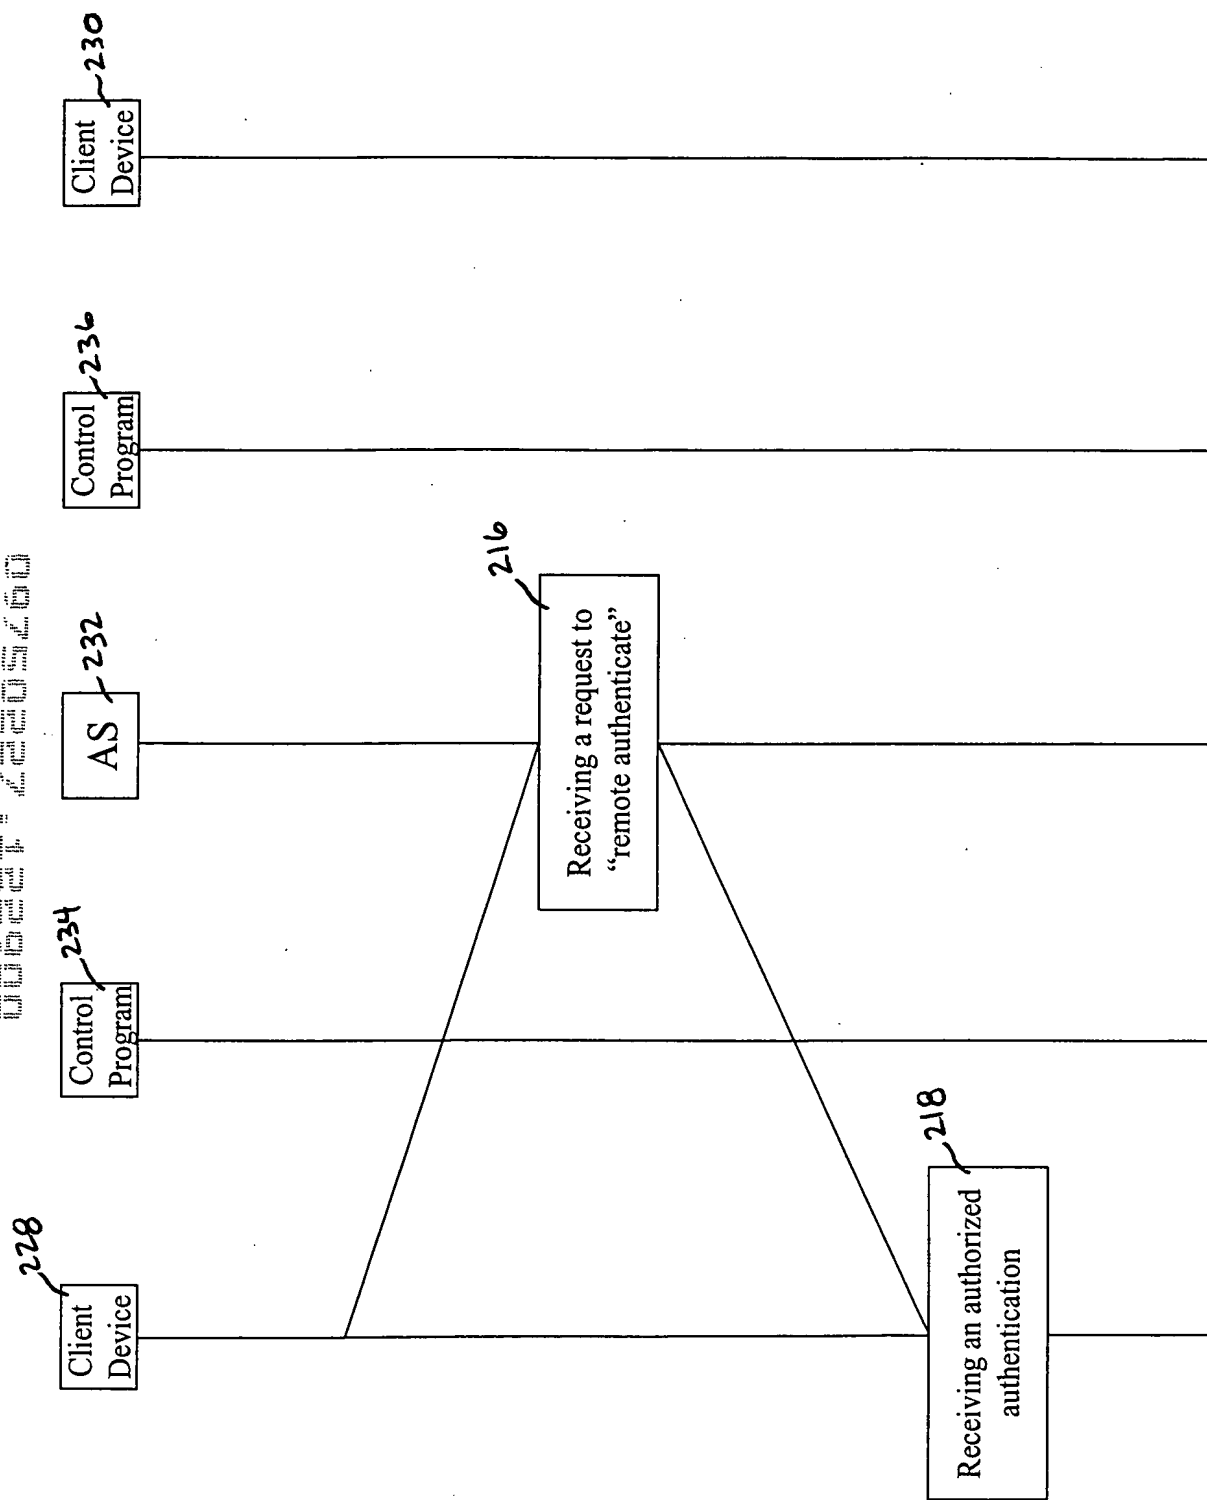 228
Client
Device
234
Control
Program
232
AS
236
Control
Program
230
Client
Device
216
Receiving a request to
“remote authenticate”
218
Receiving an authorized
authentication